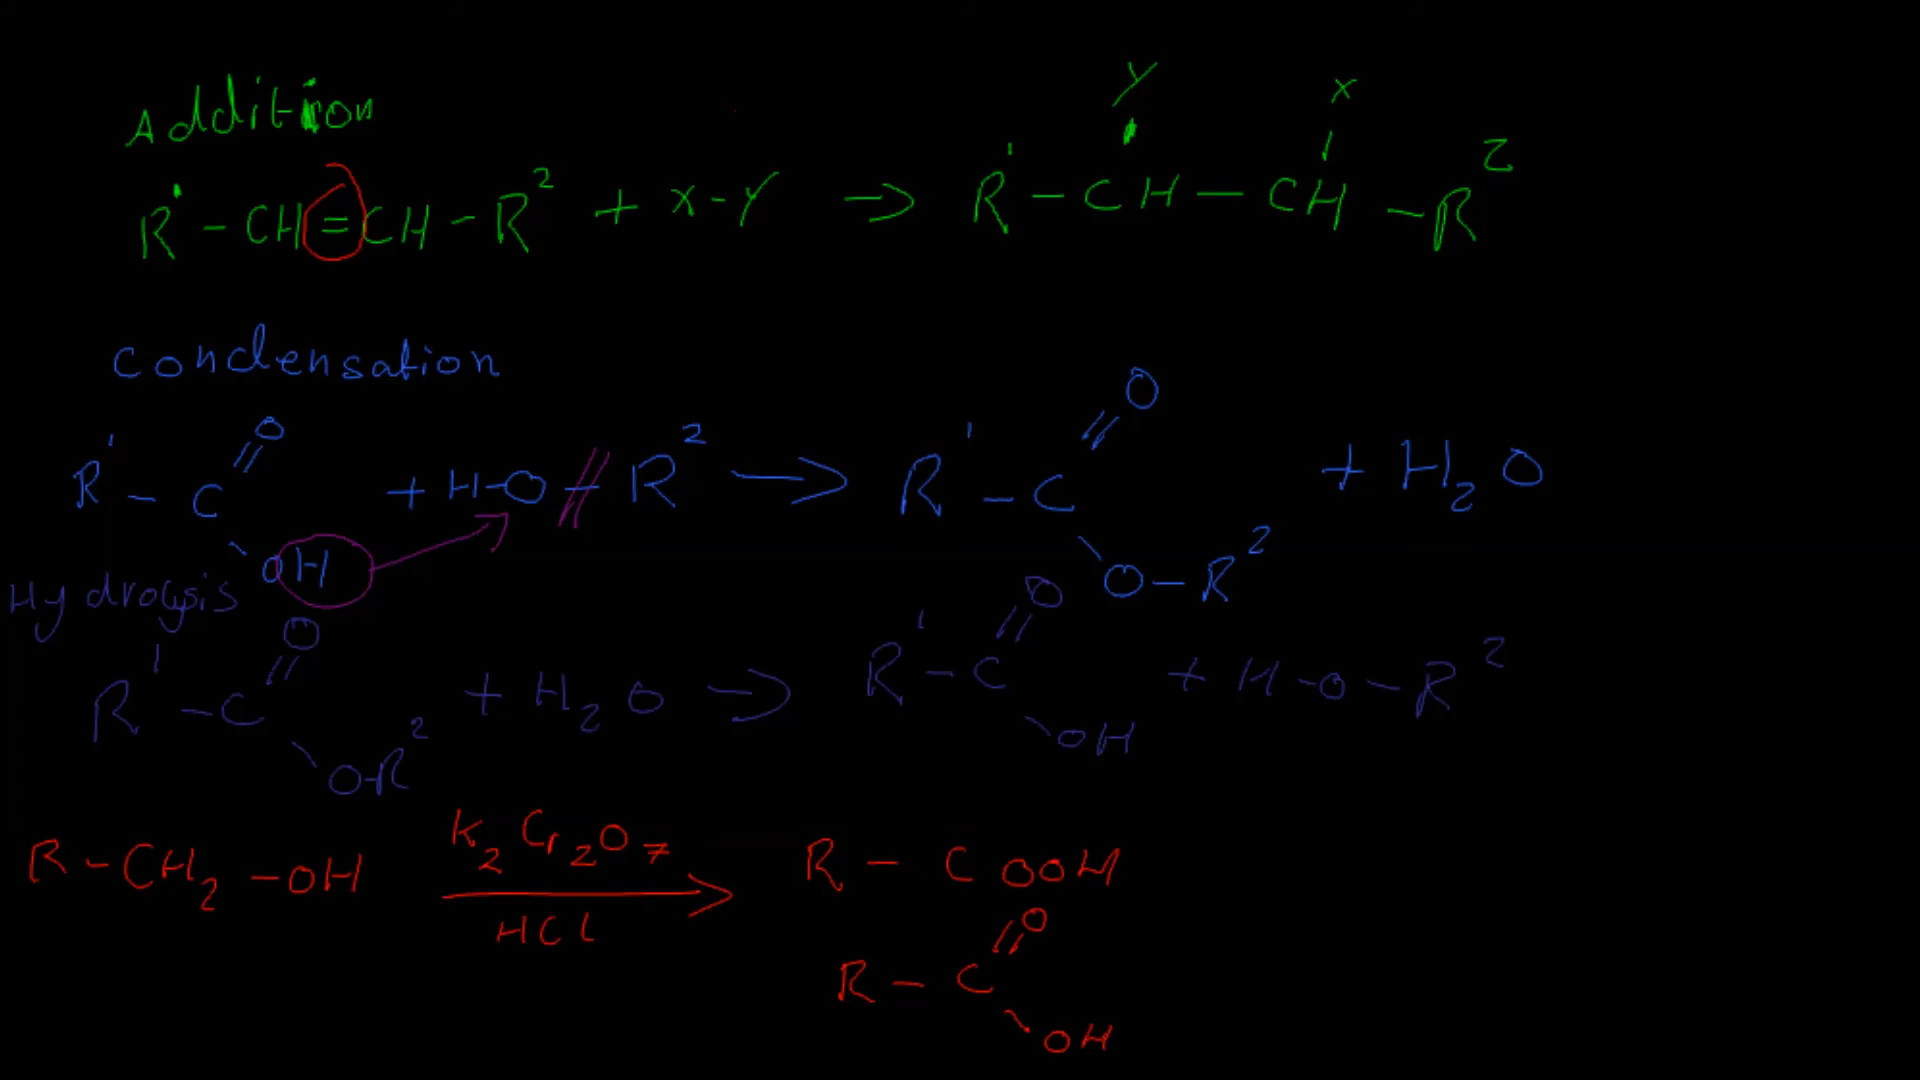 Addition
R¹ - CH = CH - R² + X - Y → R¹ - CH - CH - R²
Y X
Condensation
R¹ - C = O + H - O - R² → R¹ - C = O + H₂O
OH O - R²
Hydrolysis
R¹ - C = O + H₂O → R¹ - C = O + H - O - R²
O - R² OH
R - CH₂ - OH K₂Cr₂O₇ → R - COOH
HCl
R - C = O
OH